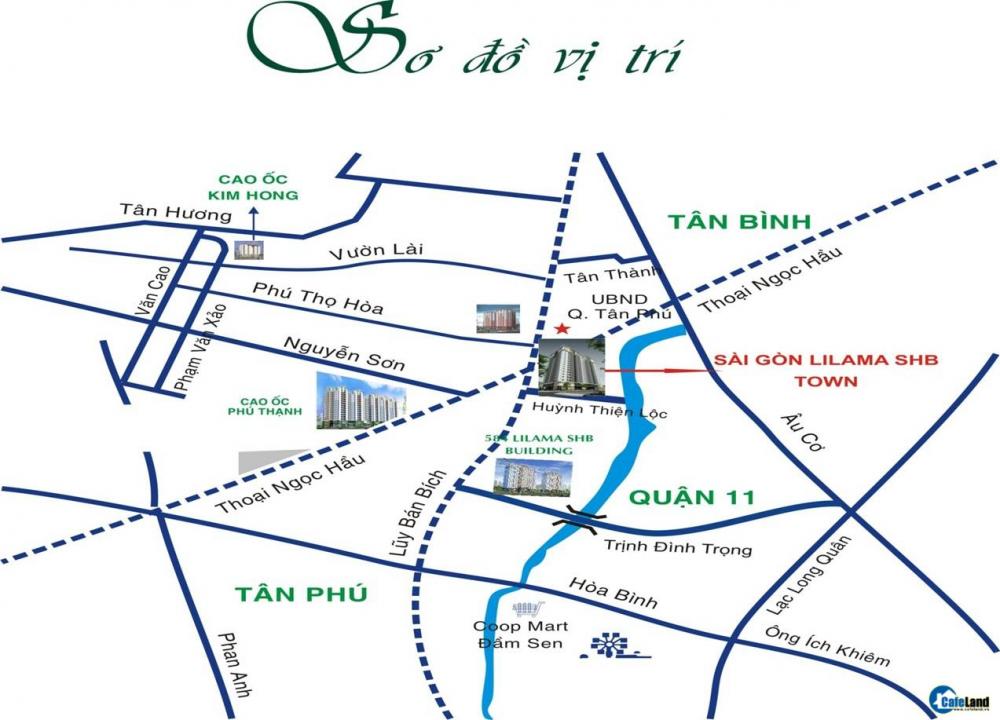 Sơ đồ vị trí
CAO ỐC
KIM HONG
Tân Hương
TÂN BÌNH
Vườn Lài
Tân Thành
Thoại Ngọc Hầu
Văn Cao
Phú Thọ Hòa
UBND
Q. Tân Phú
Phạm Văn Xảo
Nguyễn Sơn
SÀI GÒN LILAMA SHB
TOWN
CAO ỐC
PHÚ THẠNH
Huỳnh Thiện Lộc
Âu Cơ
584 LILAMA SHB
BUILDING
Thoại Ngọc Hầu
Lũy Bán Bích
QUẬN 11
Trịnh Đình Trọng
Lạc Long Quân
TÂN PHÚ
Hòa Bình
Coop Mart
Đầm Sen
Ông Ích Khiêm
Phan Anh
CafeLand
www.cafeland.vn